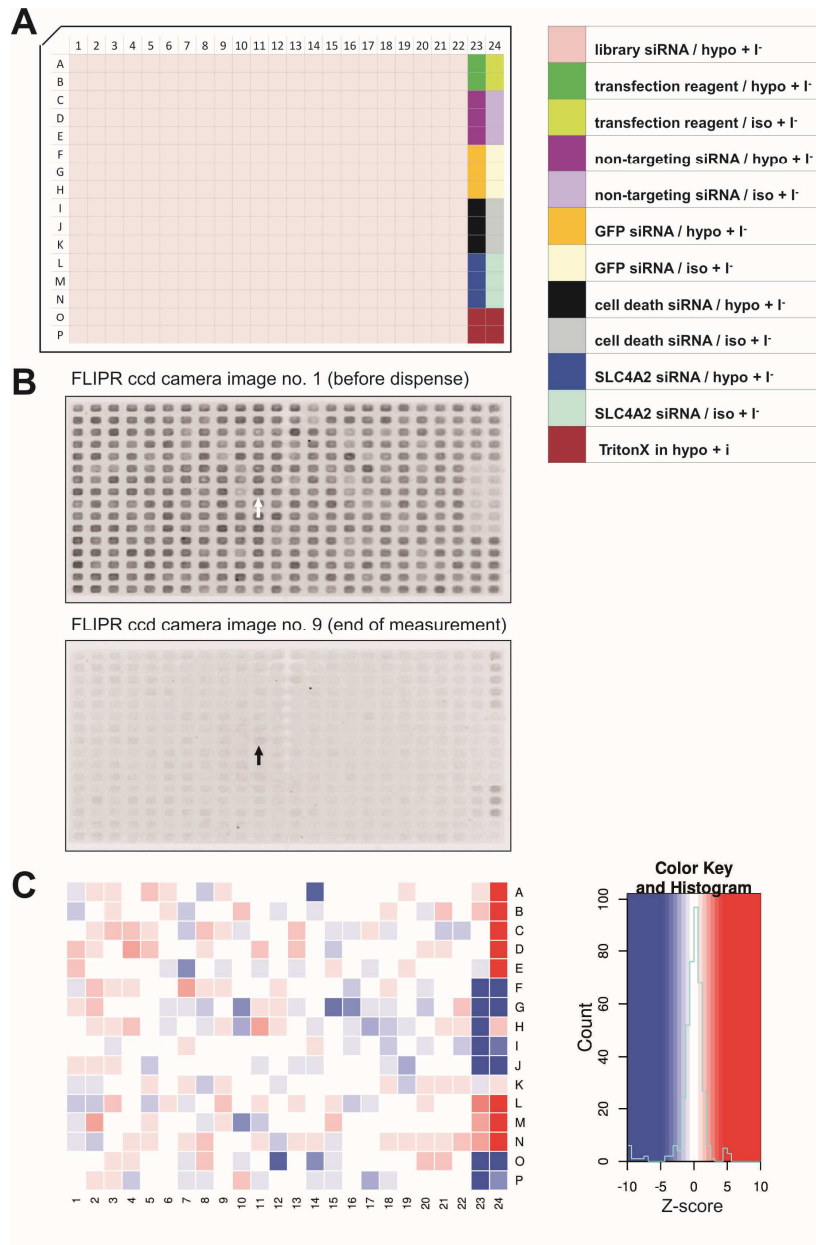 A
1 2 3 4 5 6 7 8 9 10 11 12 13 14 15 16 17 18 19 20 21 22 23 24
A
B
C
D
E
F
G
H
I
J
K
L
M
N
O
P
library siRNA / hypo + I-
transfection reagent / hypo + I-
transfection reagent / iso + I-
non-targeting siRNA / hypo + I-
non-targeting siRNA / iso + I-
GFP siRNA / hypo + I-
GFP siRNA / iso + I-
cell death siRNA / hypo + I-
cell death siRNA / iso + I-
SLC4A2 siRNA / hypo + I-
SLC4A2 siRNA / iso + I-
TritonX in hypo + i
B
FLIPR ccd camera image no. 1 (before dispense)
FLIPR ccd camera image no. 9 (end of measurement)
C
A
B
C
D
E
F
G
H
I
J
K
L
M
N
O
P
1 2 3 4 5 6 7 8 9 10 11 12 13 14 15 16 17 18 19 20 21 22 23 24
Color Key
and Histogram
Count
100
80
60
40
20
0
-10 -5 0 5 10
Z-score